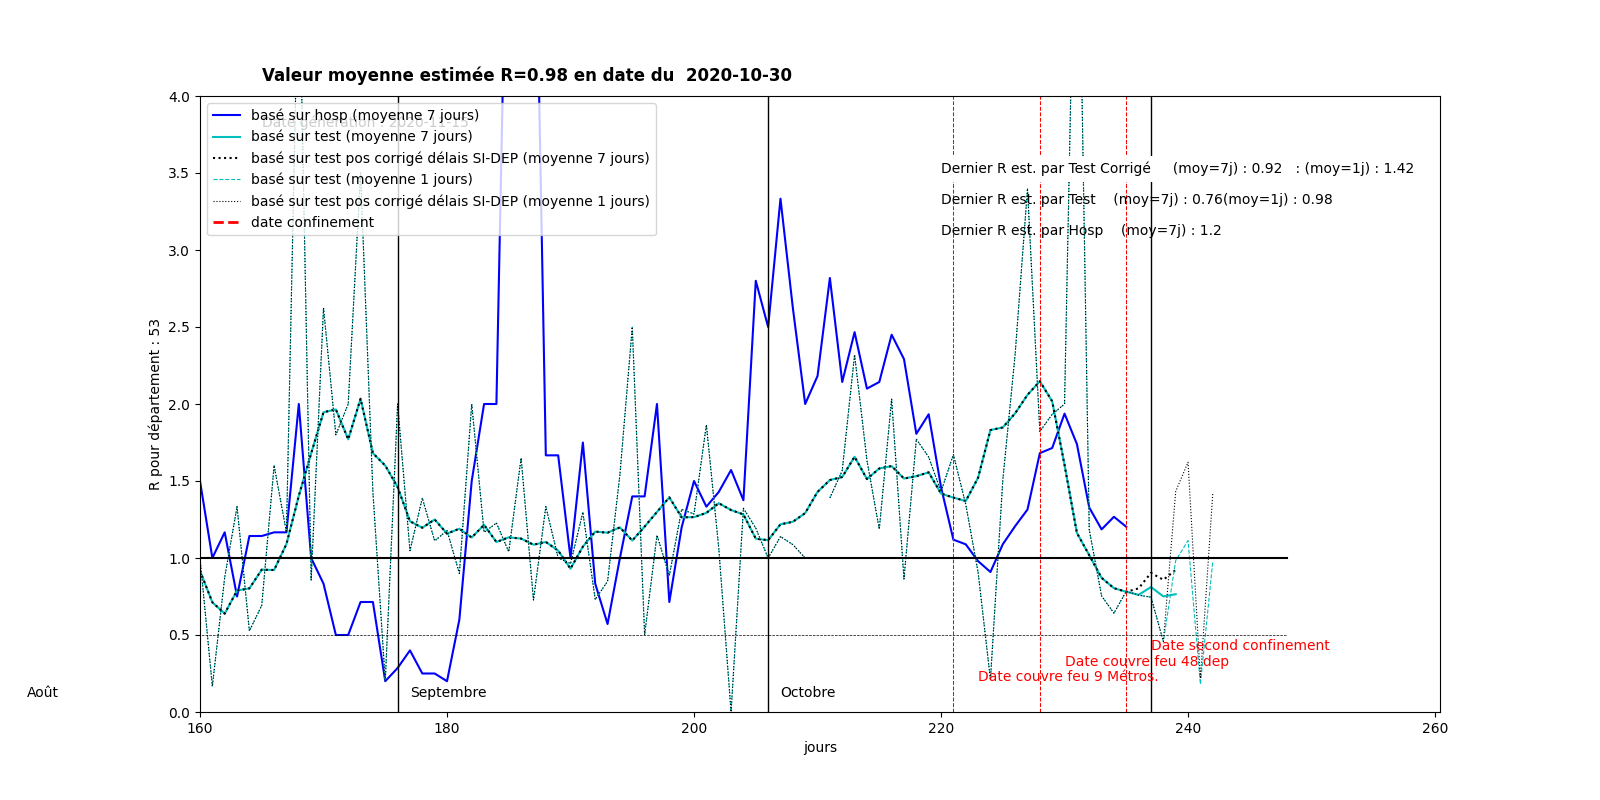 Valeur moyenne estimée R=0.98 en date du  2020-10-30
4.0
3.5
3.0
2.5
2.0
1.5
1.0
0.5
0.0
R pour département : 53
basé sur hosp (moyenne 7 jours)
Date génération : 2020-11-15
basé sur test (moyenne 7 jours)
basé sur test pos corrigé délais SI-DEP (moyenne 7 jours)
basé sur test (moyenne 1 jours)
basé sur test pos corrigé délais SI-DEP (moyenne 1 jours)
date confinement
Dernier R est. par Test Corrigé     (moy=7j) : 0.92   : (moy=1j) : 1.42
Dernier R est. par Test    (moy=7j) : 0.76(moy=1j) : 0.98
Dernier R est. par Hosp    (moy=7j) : 1.2
Date second confinement
Date couvre feu 48 dep
Date couvre feu 9 Métros.
Août
Septembre
Octobre
160
180
200
220
240
260
jours